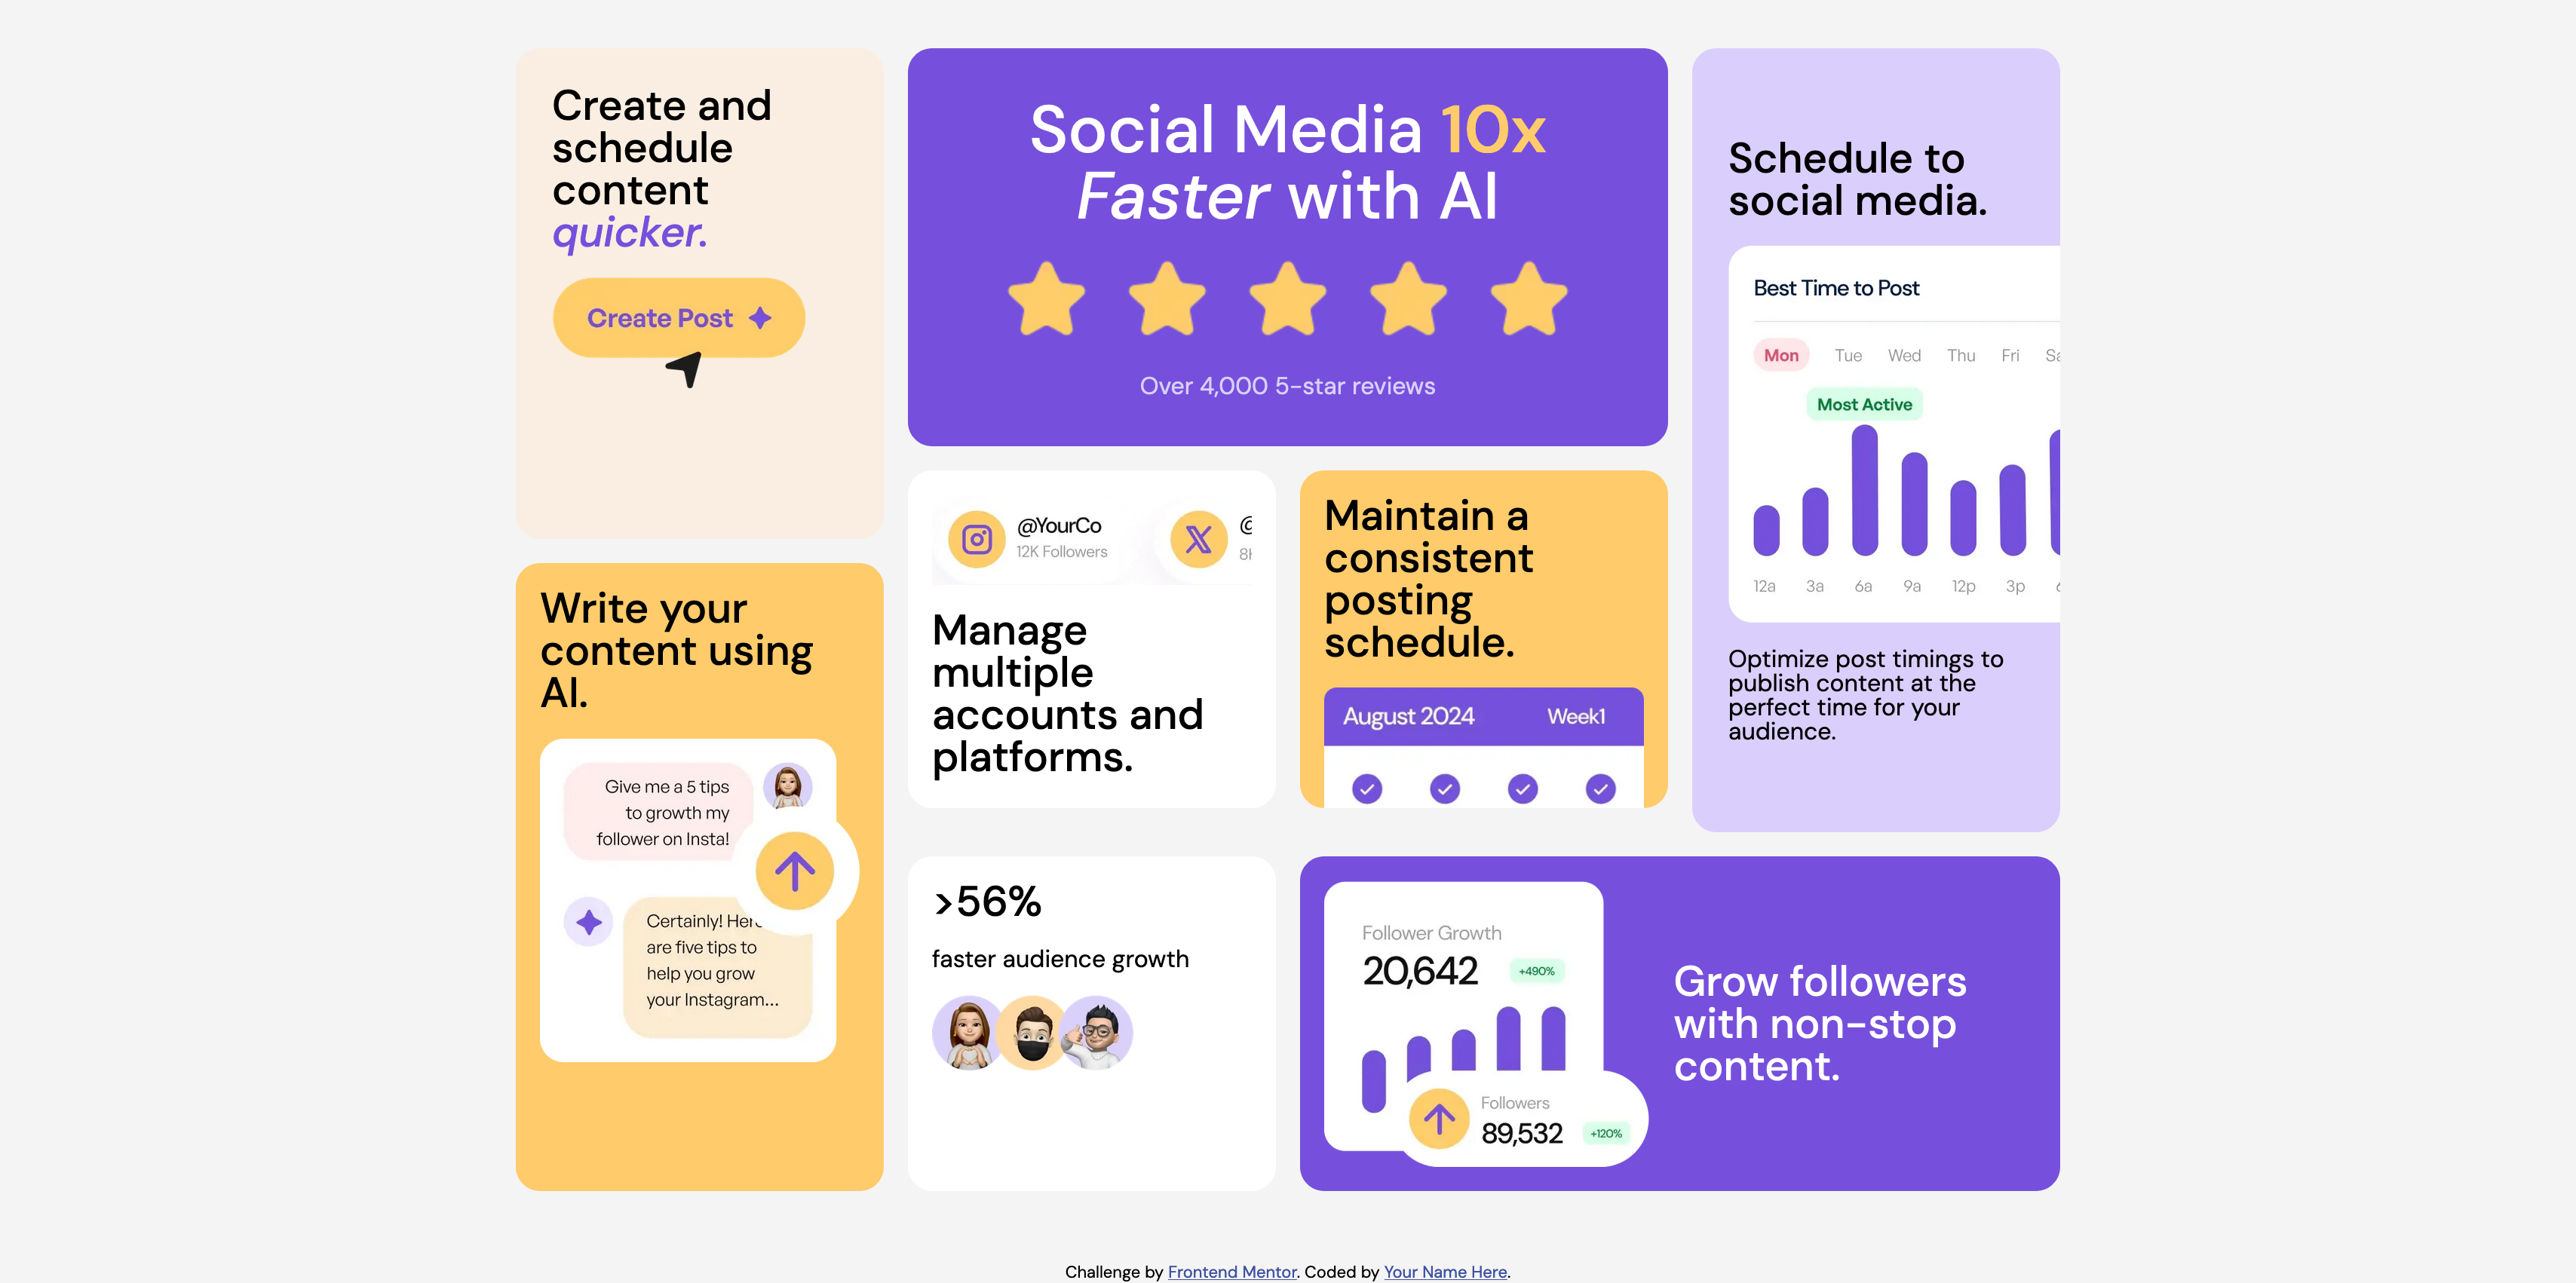 Create and
schedule
content
quicker.
Create Post
Social Media 10x
Faster with AI
Over 4,000 5-star reviews
Schedule to
social media.
Best Time to Post
Mon Tue Wed Thu Fri
Most Active
12a 3a 6a 9a 12p 3p
Optimize post timings to
publish content at the
perfect time for your
audience.
@YourCo
12K Followers
@
Manage
multiple
accounts and
platforms.
Maintain a
consistent
posting
schedule.
August 2024 Week1
Write your
content using
AI.
Give me a 5 tips
to growth my
follower on Insta!
Certainly! Here
are five tips to
help you grow
your Instagram...
>56%
faster audience growth
Follower Growth
20,642 +490%
Followers
89,532 +120%
Grow followers
with non-stop
content.
Challenge by Frontend Mentor. Coded by Your Name Here.